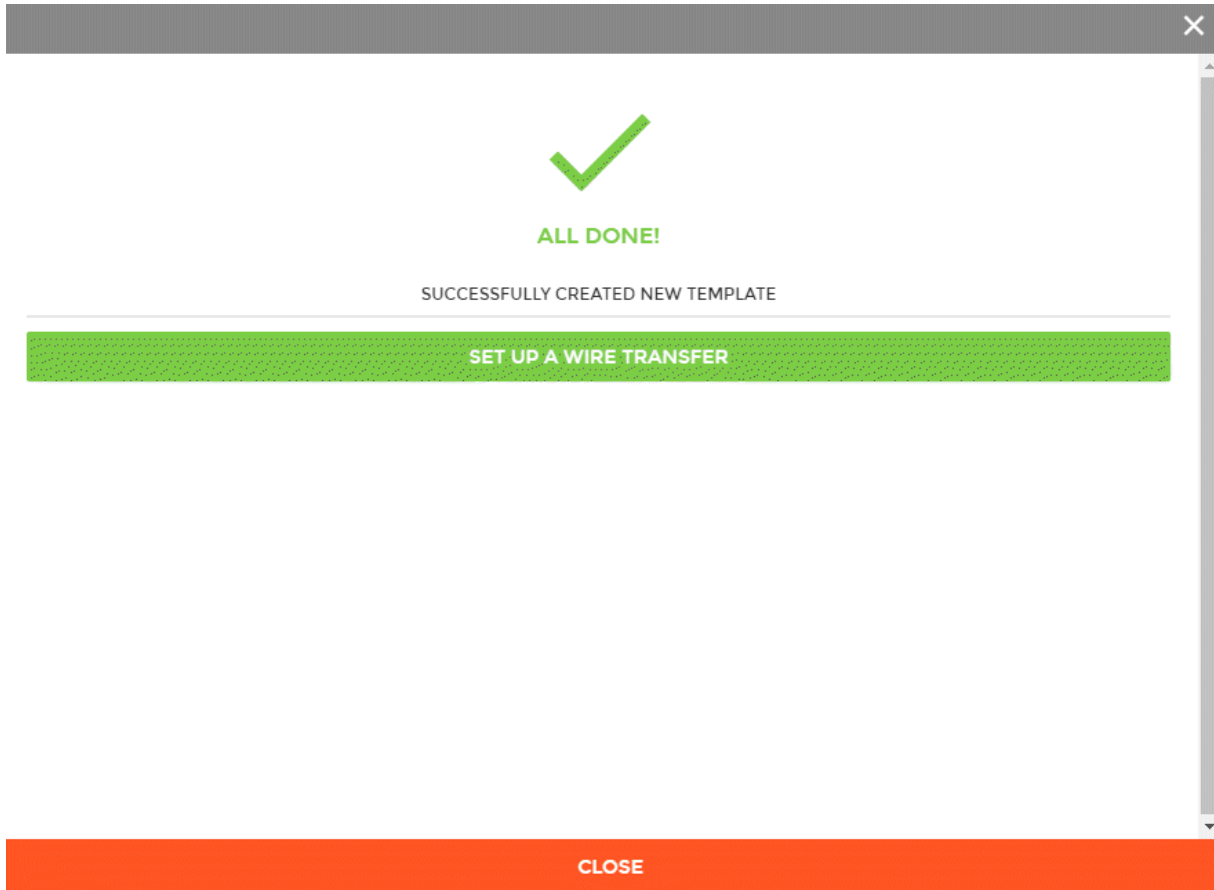 ALL DONE!
SUCCESSFULLY CREATED NEW TEMPLATE
SET UP A WIRE TRANSFER
CLOSE